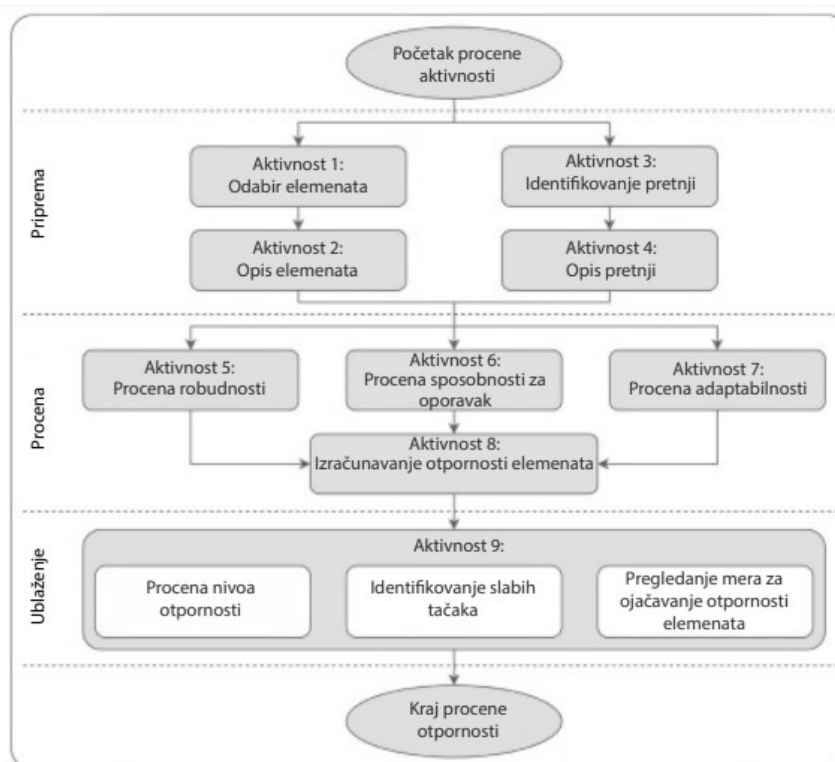 Početak procene
aktivnosti
Priprema
Aktivnost 1:
Odabir elemenata
Aktivnost 3:
Identifikovanje pretnji
Aktivnost 2:
Opis elemenata
Aktivnost 4:
Opis pretnji
Procena
Aktivnost 5:
Procena robudnosti
Aktivnost 6:
Procena sposobnosti za
oporavak
Aktivnost 7:
Procena adaptabilnosti
Aktivnost 8:
Izračunavanje otpornosti elemenata
Ublaženje
Aktivnost 9:
Procena nivoa
otpornosti
Identifikovanje slabih
tačaka
Pregledanje mera za
ojačavanje otpornosti
elemenata
Kraj procene
otpornosti